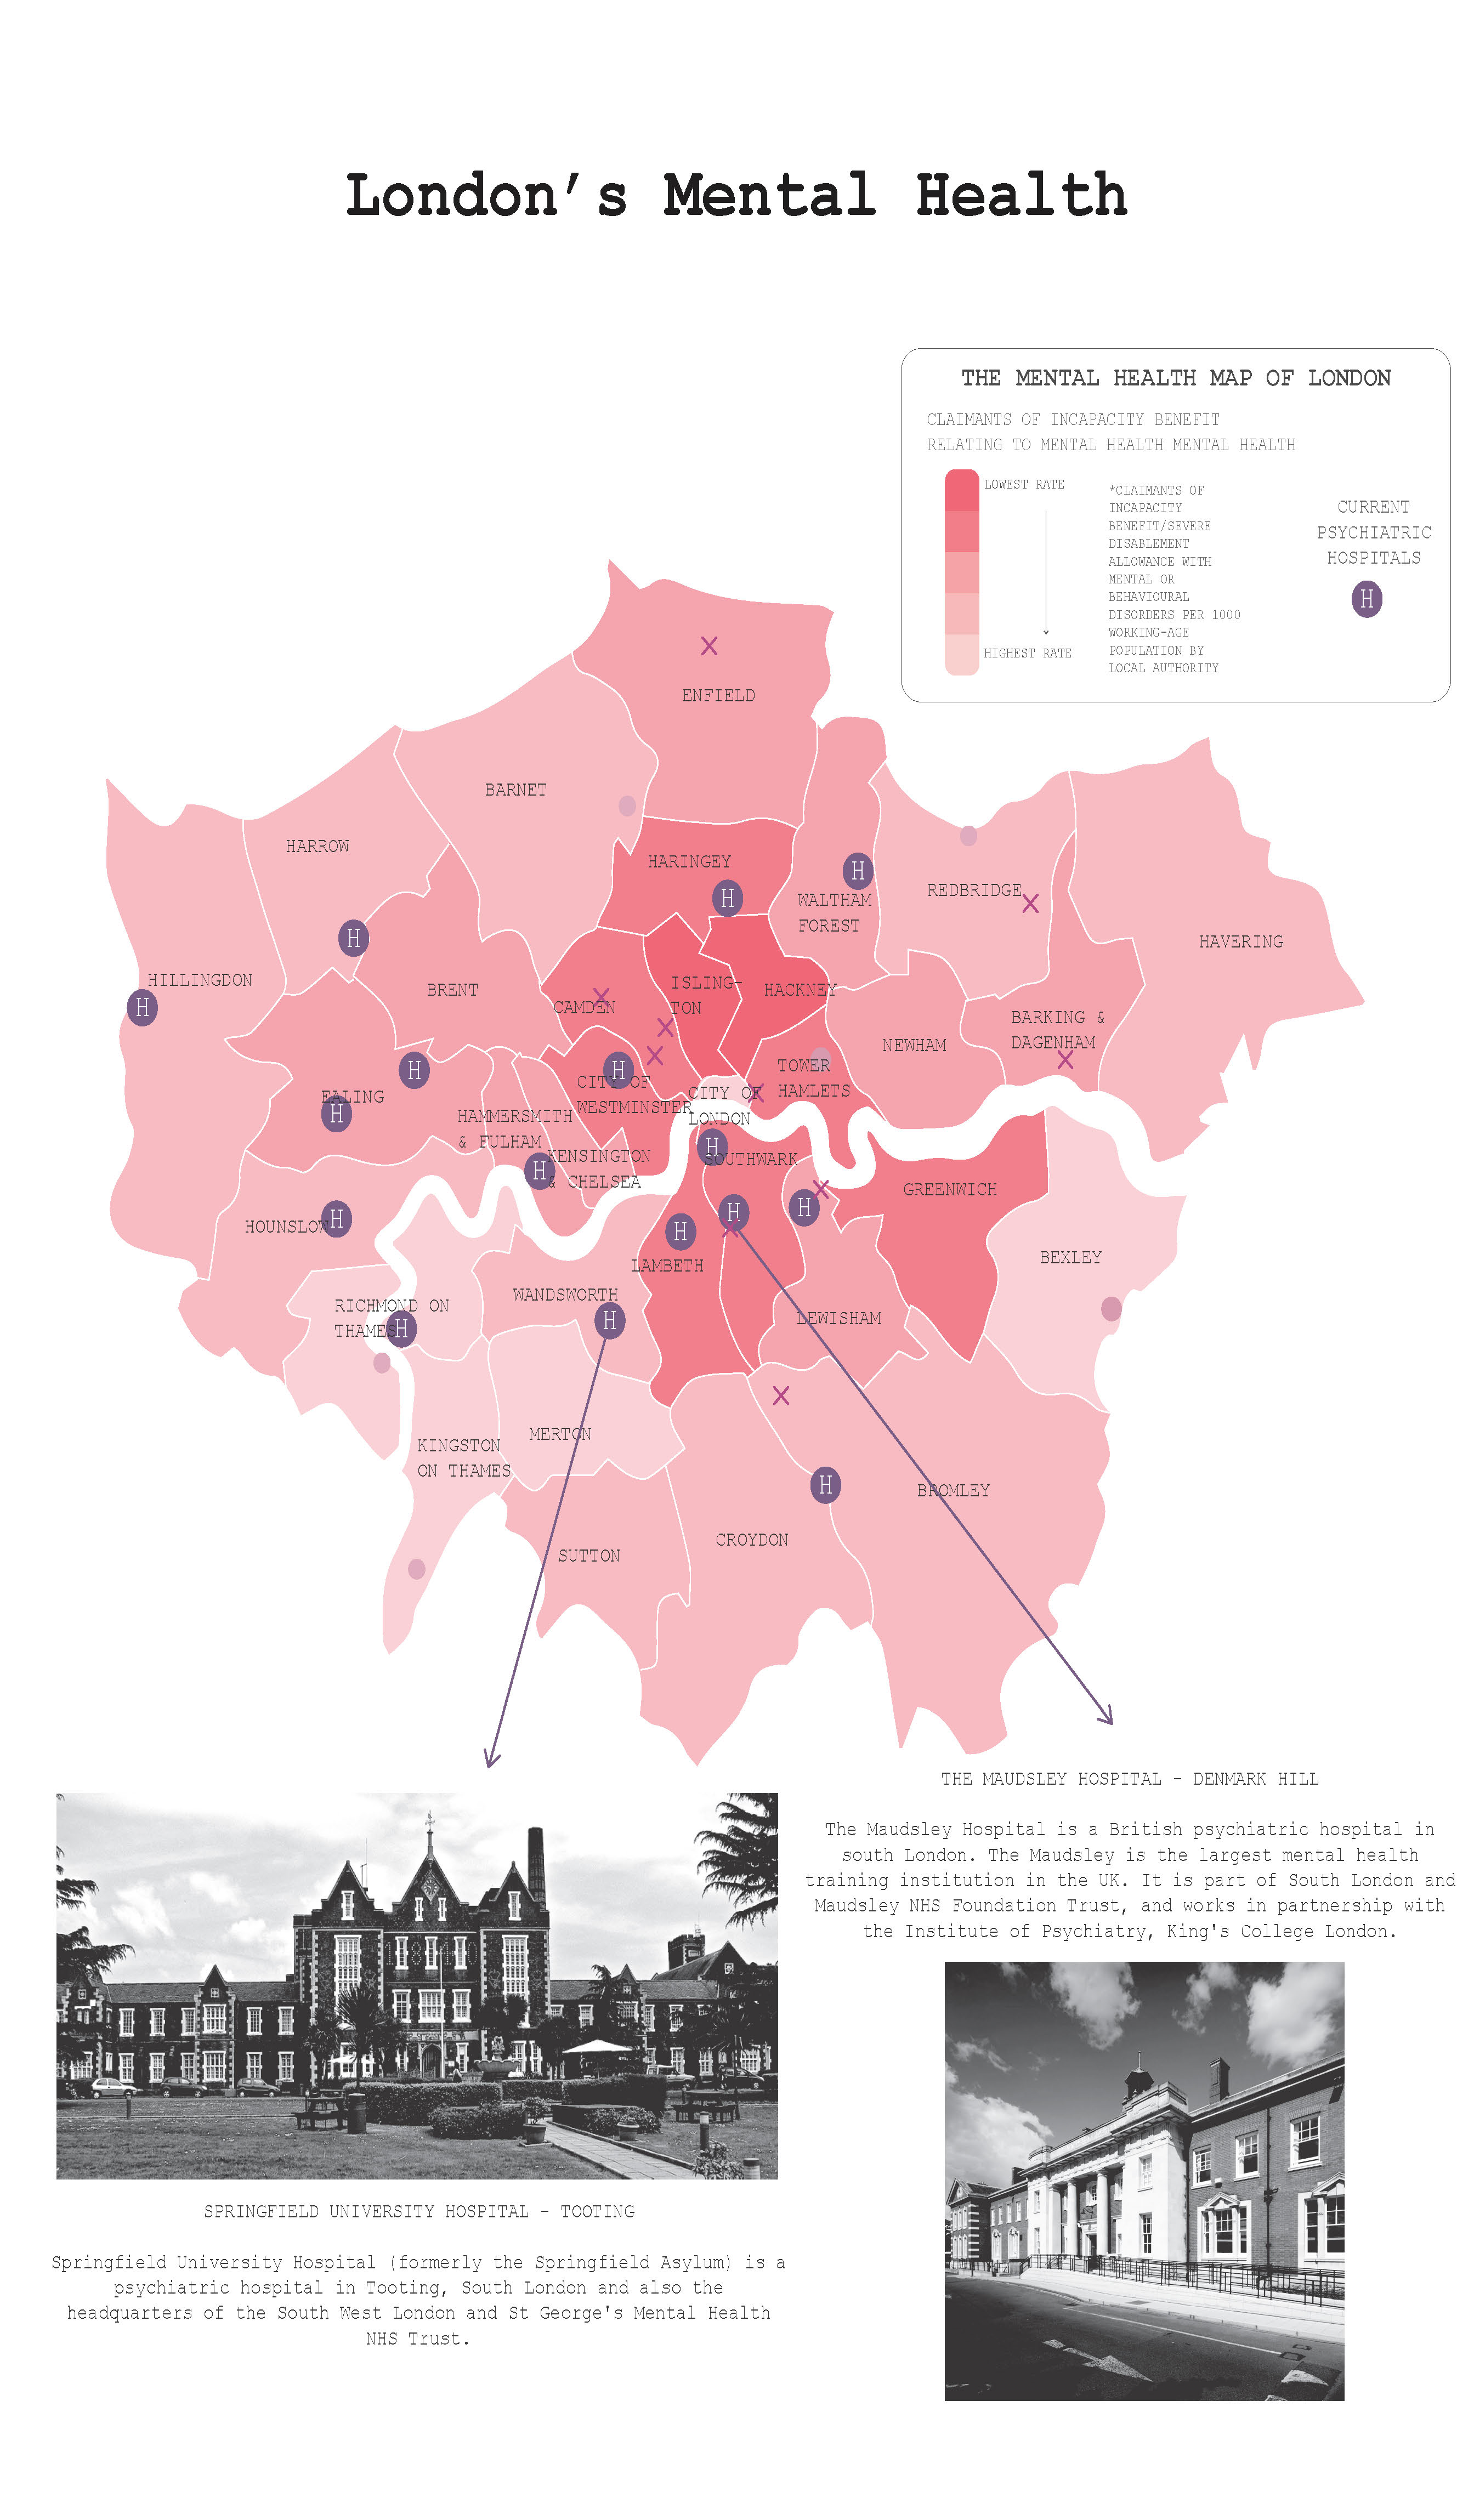 London’s Mental Health
THE MENTAL HEALTH MAP OF LONDON
CLAIMANTS OF INCAPACITY BENEFIT
RELATING TO MENTAL HEALTH MENTAL HEALTH
LOWEST RATE
HIGHEST RATE
*CLAIMANTS OF
INCAPACITY
BENEFIT/SEVERE
DISABLEMENT
ALLOWANCE WITH
MENTAL OR
BEHAVIOURAL
DISORDERS PER 1000
WORKING-AGE
POPULATION BY
LOCAL AUTHORITY
CURRENT
PSYCHIATRIC
HOSPITALS
H
ENFIELD
BARNET
HARROW
HARINGEY
H
H
WALTHAM
FOREST
REDBRIDGE
H
HAVERING
HILLINGDON
H
BRENT
CAMDEN
ISLING-
TON
HACKNEY
NEWHAM
BARKING &
DAGENHAM
H
EALING
H
H
CITY OF
WESTMINSTER
CITY OF
LONDON
TOWER
HAMLETS
HAMMERSMITH
& FULHAM
KENSINGTON
& CHELSEA
H
H
SOUTHWARK
GREENWICH
HOUNSLOW
H
H
H
H
LAMBETH
BEXLEY
RICHMOND ON
THAMES
H
WANDSWORTH
H
LEWISHAM
KINGSTON
ON THAMES
MERTON
H
BROMLEY
CROYDON
SUTTON
THE MAUDSLEY HOSPITAL - DENMARK HILL
The Maudsley Hospital is a British psychiatric hospital in
south London. The Maudsley is the largest mental health
training institution in the UK. It is part of South London and
Maudsley NHS Foundation Trust, and works in partnership with
the Institute of Psychiatry, King's College London.
SPRINGFIELD UNIVERSITY HOSPITAL - TOOTING
Springfield University Hospital (formerly the Springfield Asylum) is a
psychiatric hospital in Tooting, South London and also the
headquarters of the South West London and St George's Mental Health
NHS Trust.